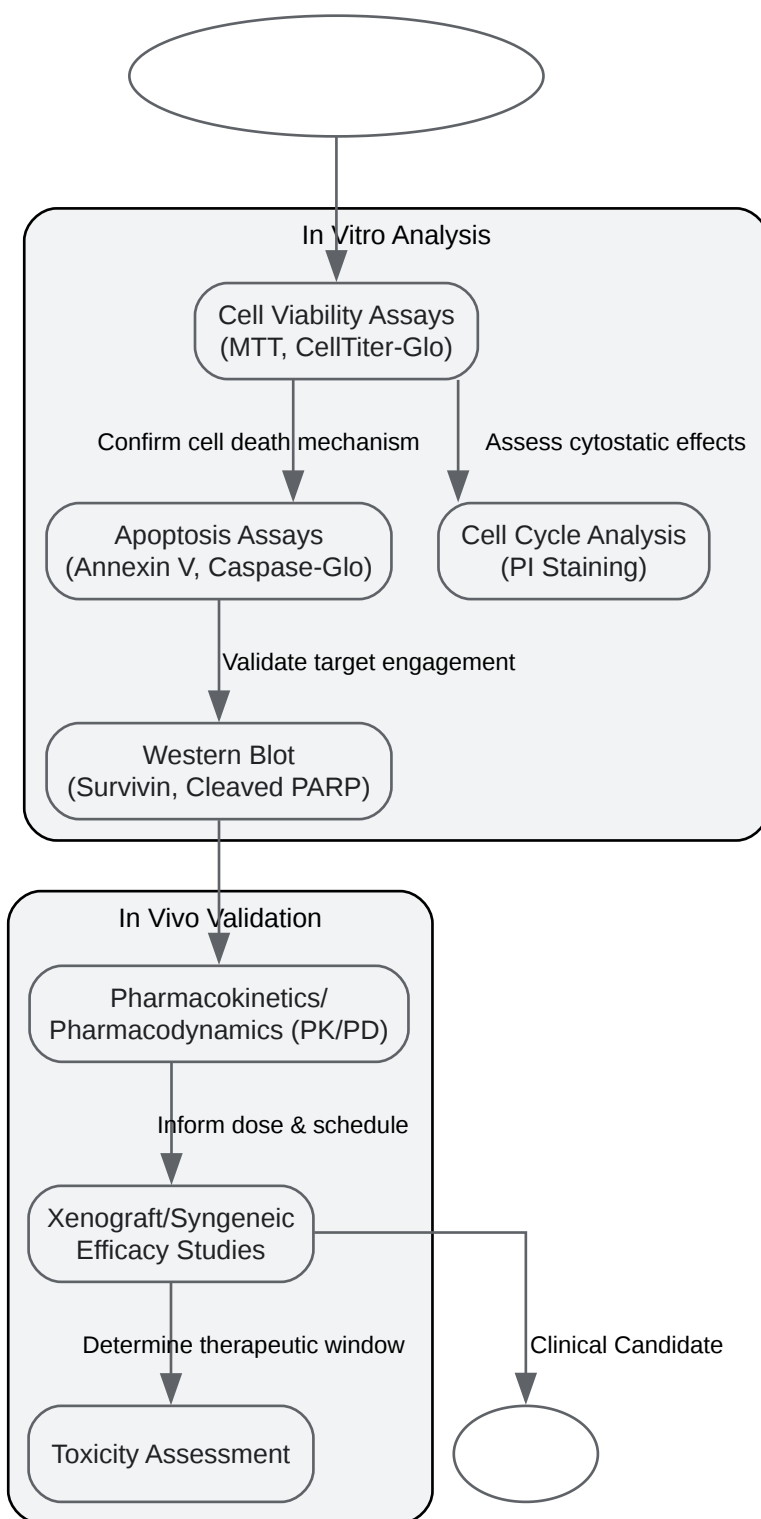 In Vitro Analysis
Cell Viability Assays
(MTT, CellTiter-Glo)
Confirm cell death mechanism
Assess cytostatic effects
Apoptosis Assays
(Annexin V, Caspase-Glo)
Cell Cycle Analysis
(PI Staining)
Validate target engagement
Western Blot
(Survivin, Cleaved PARP)
In Vivo Validation
Pharmacokinetics/
Pharmacodynamics (PK/PD)
Inform dose & schedule
Xenograft/Syngeneic
Efficacy Studies
Determine therapeutic window
Clinical Candidate
Toxicity Assessment